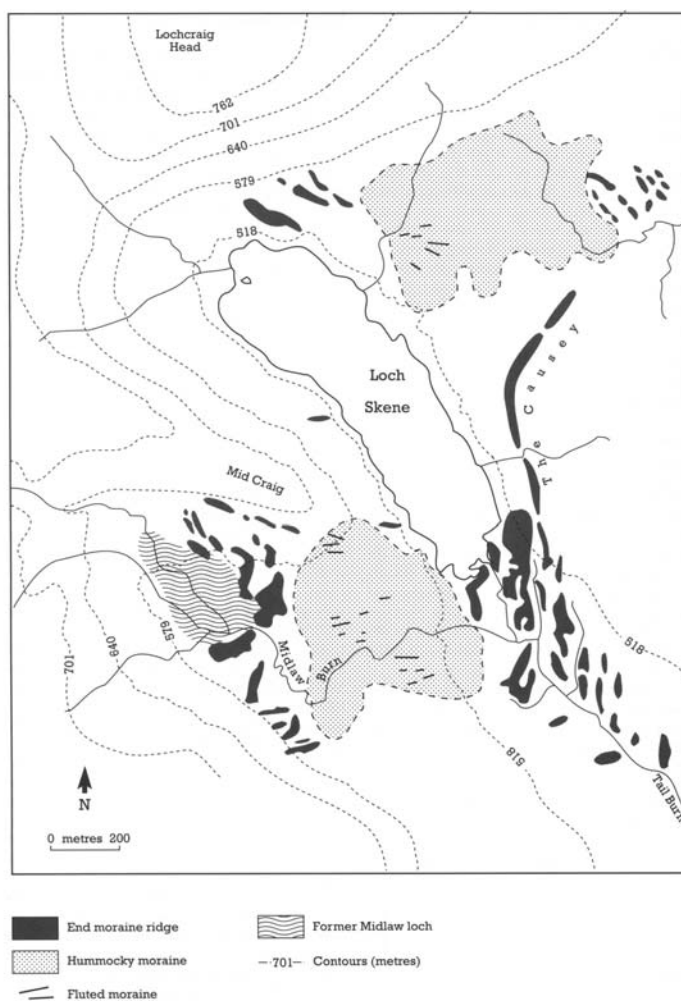 Lochcraig
Head
762
701
640
579
518
Loch
Skene
The Causey
Mid Craig
Midlaw
Burn
701
640
579
518
518
Tail Burn
N
0 metres 200
End moraine ridge
Former Midlaw loch
Hummocky moraine
701 Contours (metres)
Fluted moraine